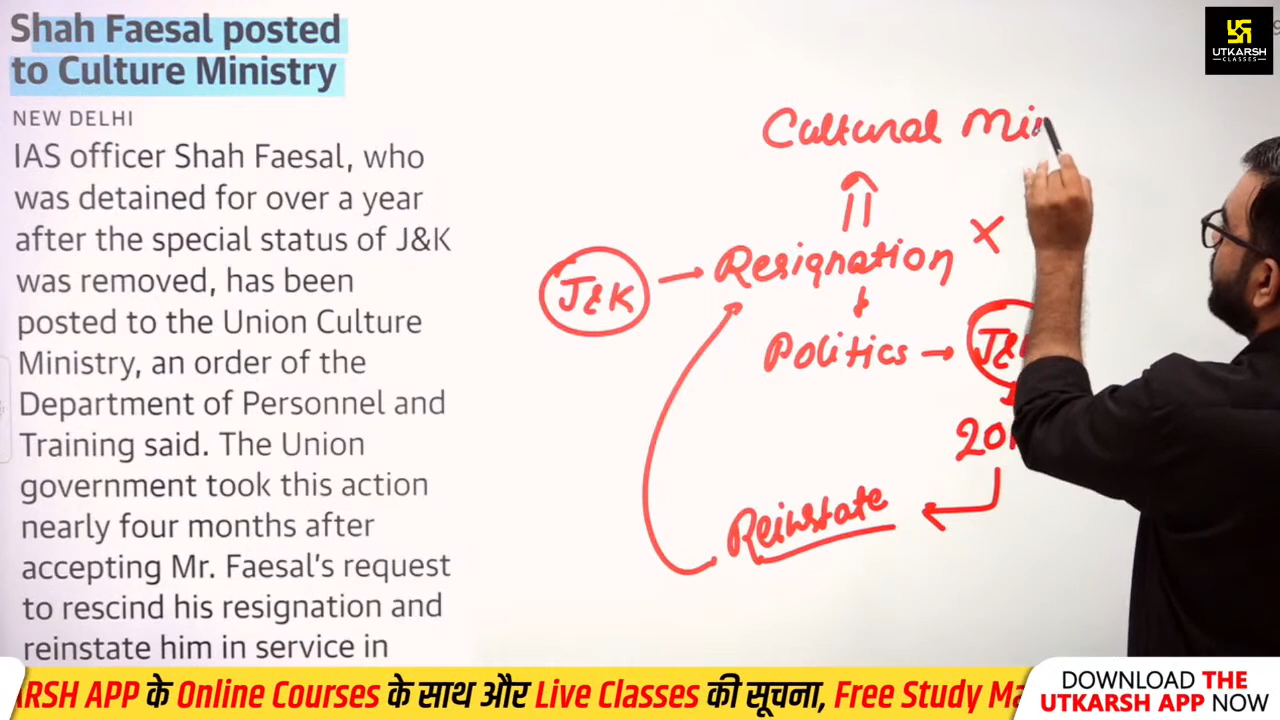 Shah Faesal posted
to Culture Ministry
NEW DELHI
IAS officer Shah Faesal, who
was detained for over a year
after the special status of J&K
was removed, has been
posted to the Union Culture
Ministry, an order of the
Department of Personnel and
Training said. The Union
government took this action
nearly four months after
accepting Mr. Faesal's request
to rescind his resignation and
reinstate him in service in
UTKARSH
CLASSES
Cultural Min
J&K → Resignation ×
Politics →
Reinstate
ARSH APP के Online Courses के साथ और Live Classes की सूचना, Free Study Ma
DOWNLOAD THE
UTKARSH APP NOW